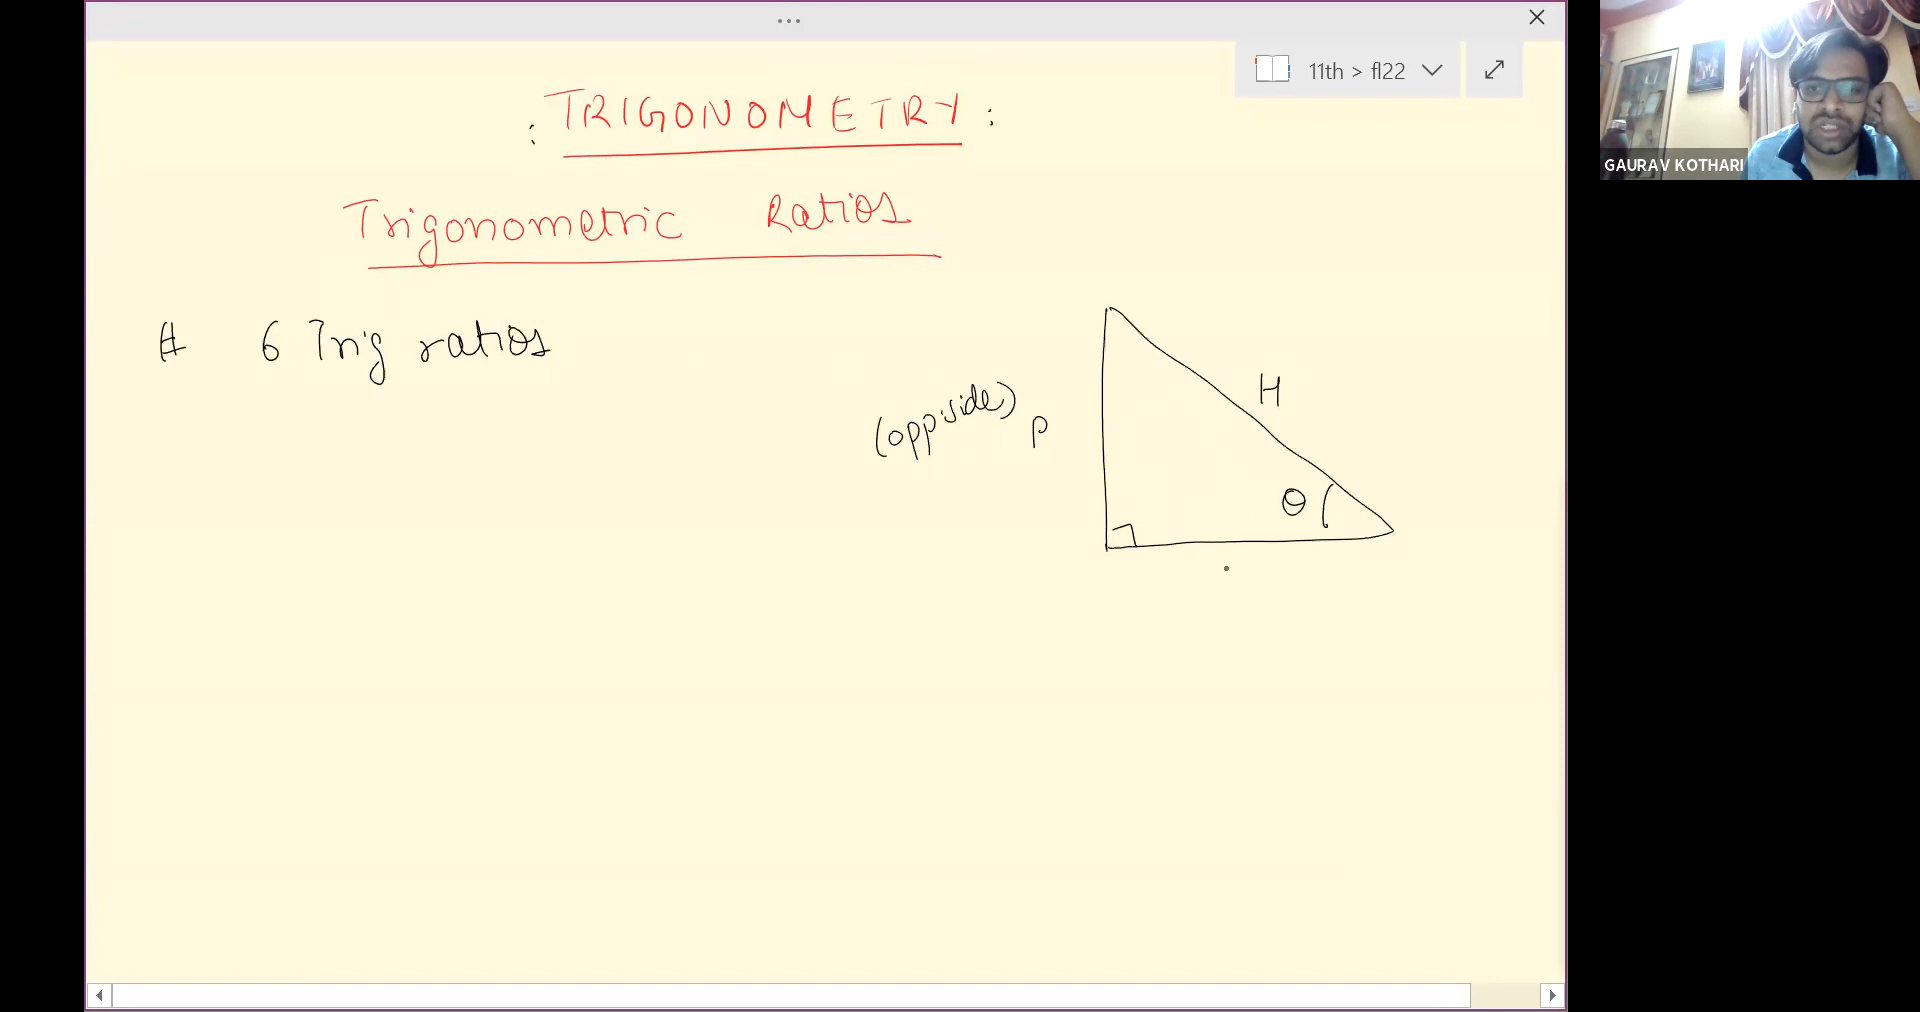 11th > fl22
: TRIGONOMETRY :
Trigonometric Ratios
GAURAV KOTHARI
# 6 Trig ratios
H
(opp. side) P
θ